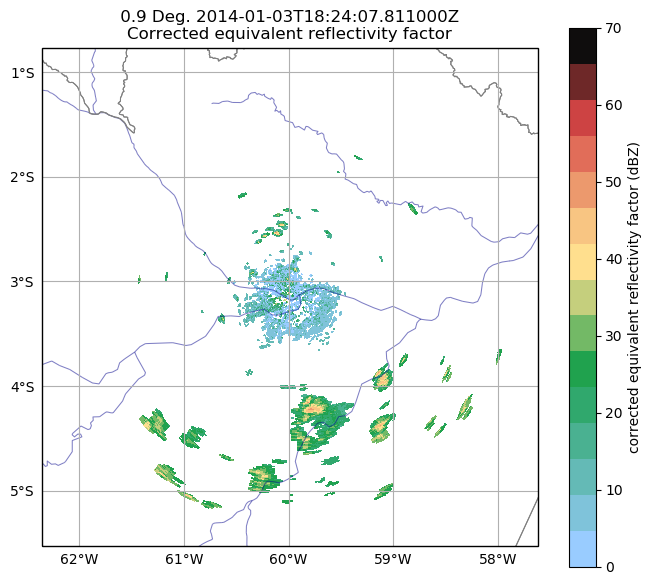 0.9 Deg. 2014-01-03T18:24:07.811000Z
Corrected equivalent reflectivity factor
1°S
2°S
3°S
4°S
5°S
62°W
61°W
60°W
59°W
58°W
70
60
50
40
30
20
10
0
corrected equivalent reflectivity factor (dBZ)